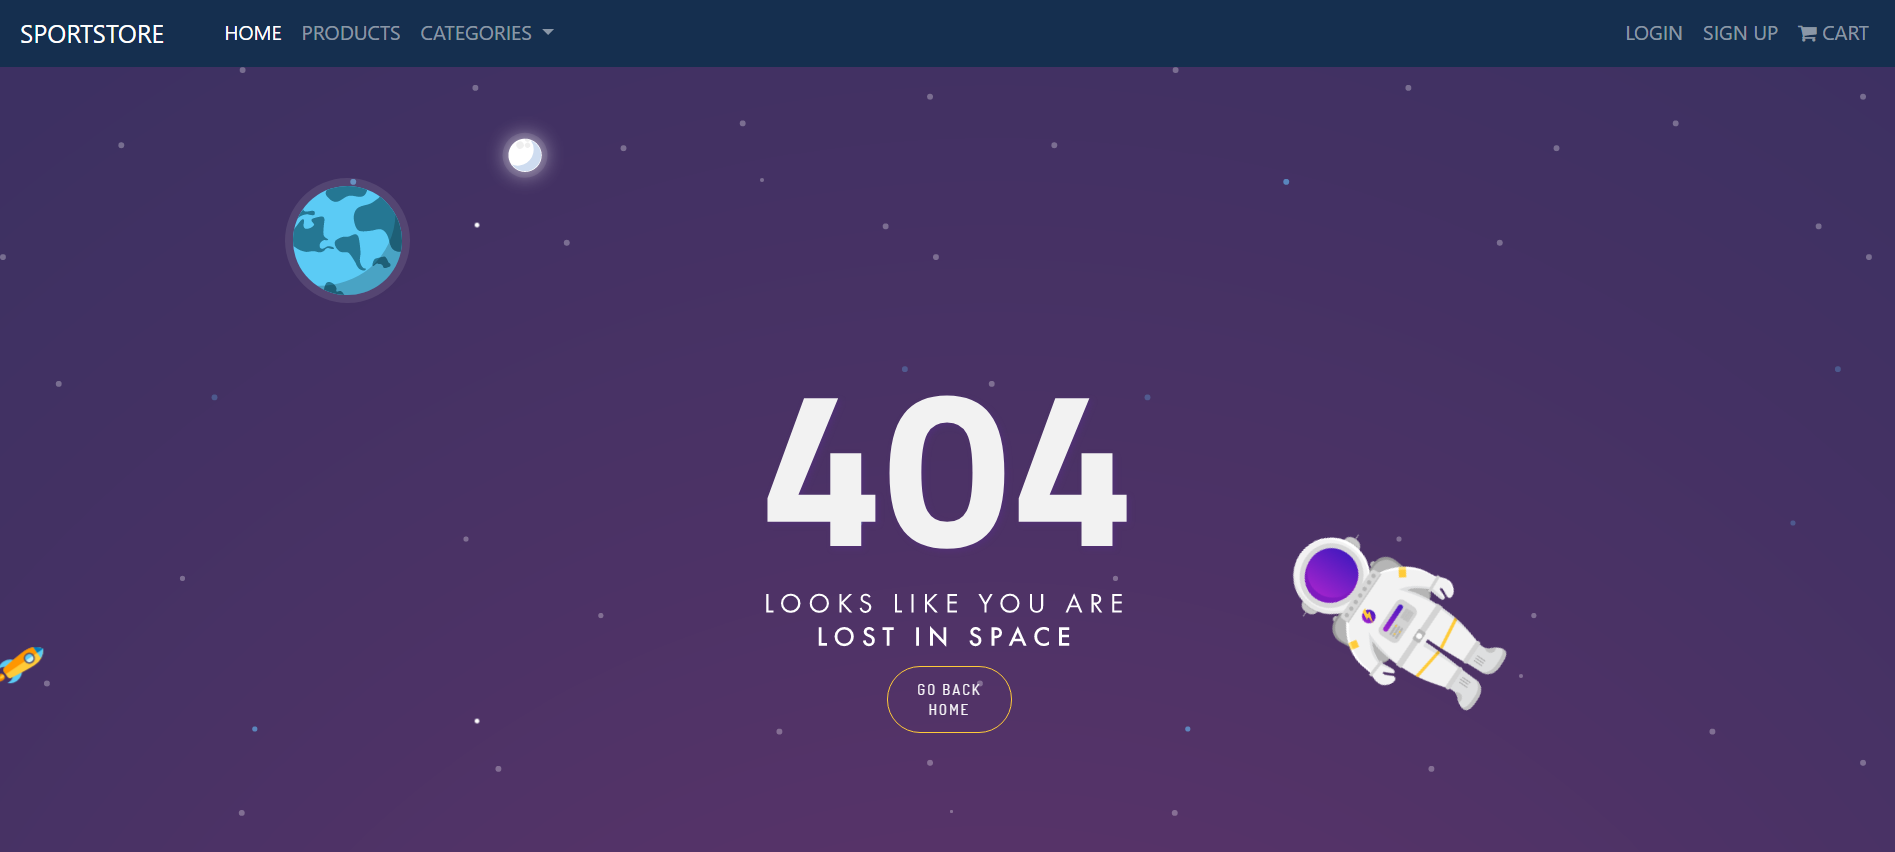 SPORTSTORE HOME PRODUCTS CATEGORIES LOGIN SIGN UP CART
404
LOOKS LIKE YOU ARE
LOST IN SPACE
GO BACK
HOME